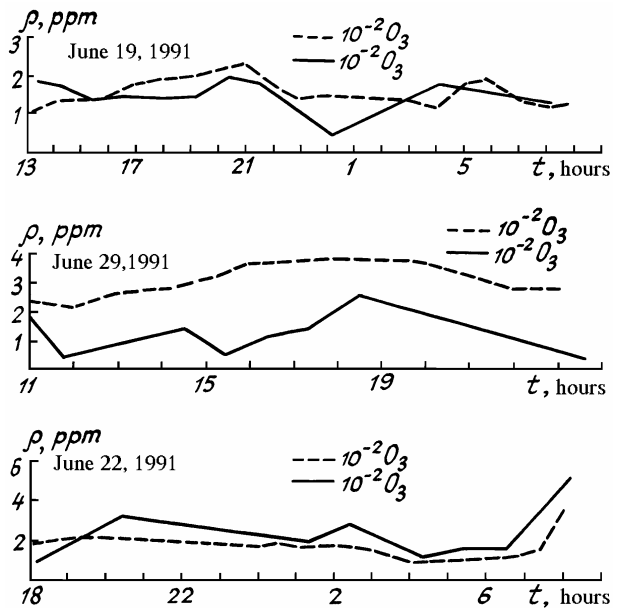 ρ, ppm
3
June 19, 1991
10⁻²O₃
10⁻²O₃
2
1
13 17 21 1 5 t, hours
ρ, ppm
10⁻²O₃
4
June 29,1991
10⁻²O₃
3
2
1
11 15 19 t, hours
ρ, ppm
6
June 22, 1991
10⁻²O₃
10⁻²O₃
4
2
18 22 2 6 t, hours